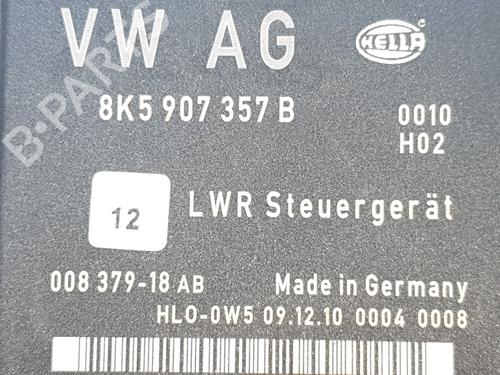 VW AG
HELLA
8K5 907 357 B
0010
H02
12
LWR Steuergerät
008 379-18 AB
Made in Germany
HLO-0W5 09.12.10 0004 0008
B-PARTS